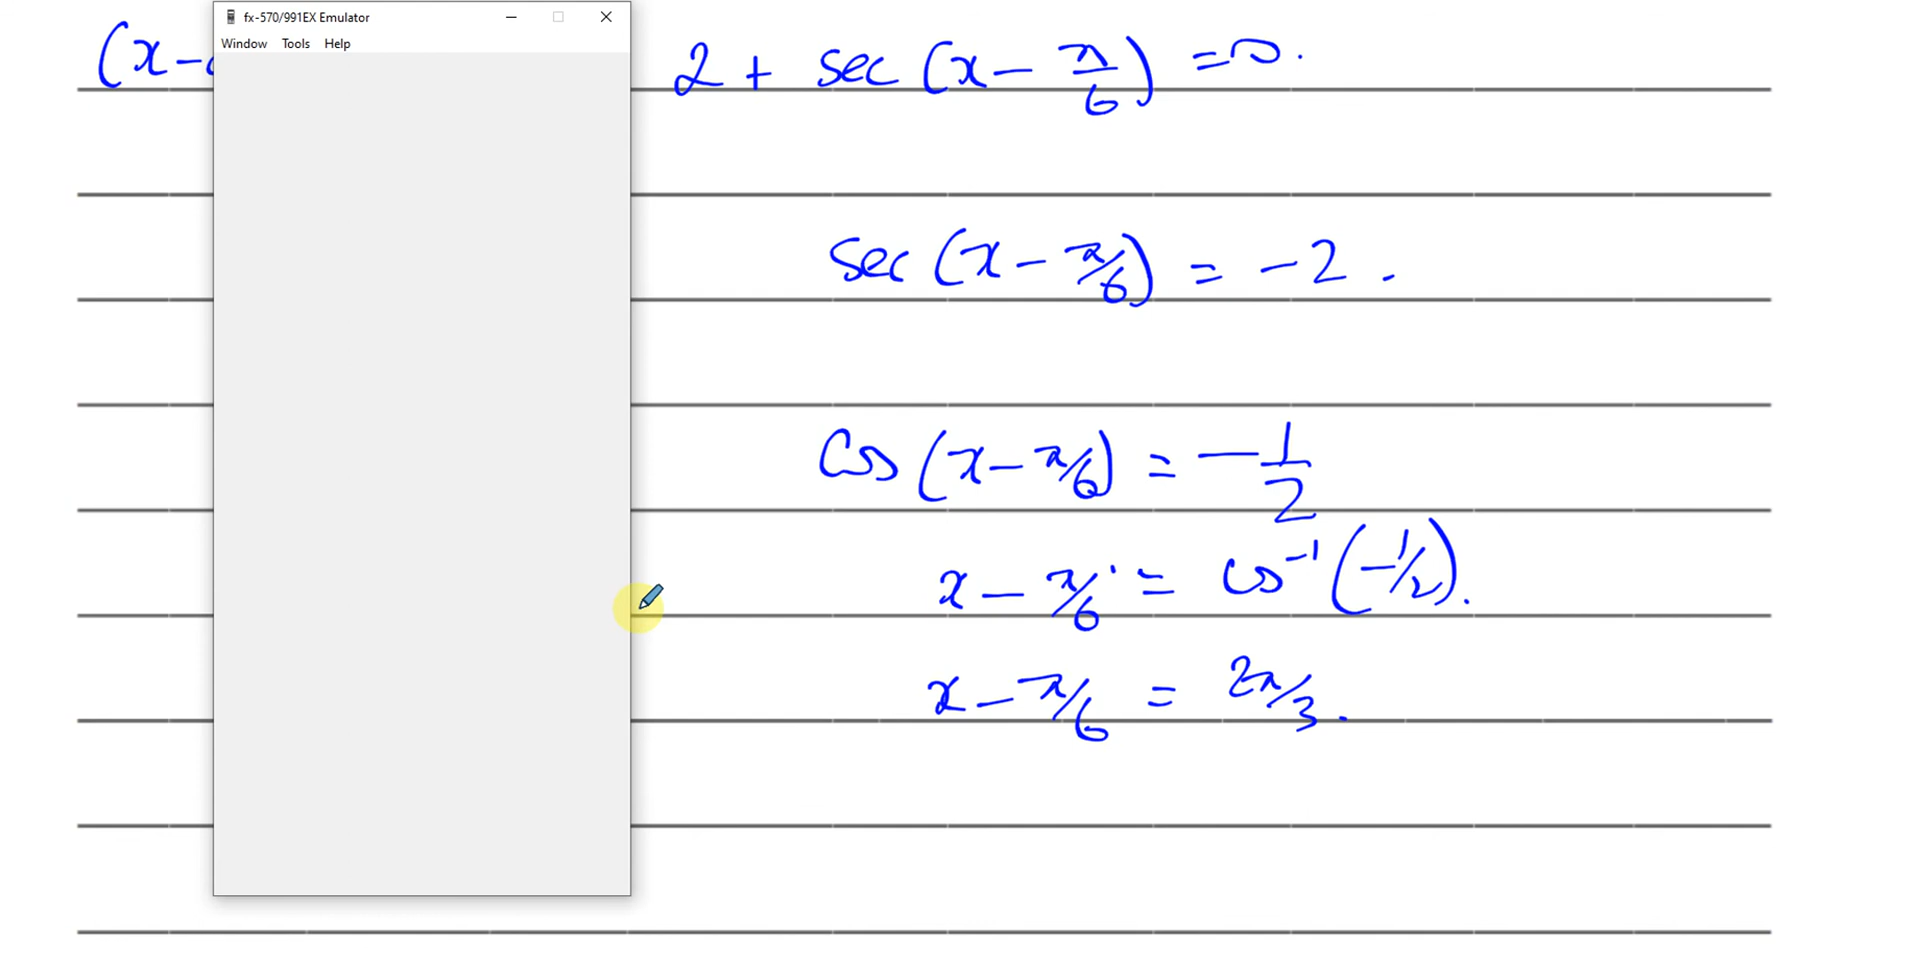 fx-570/991EX Emulator
Window Tools Help
(x- 2 + sec (x - π/6) = 0.
sec (x - π/6) = -2.
Cos (x - π/6) = - 1/2
x - π/6 = cos⁻¹ (-1/2).
x - π/6 = 2π/3.